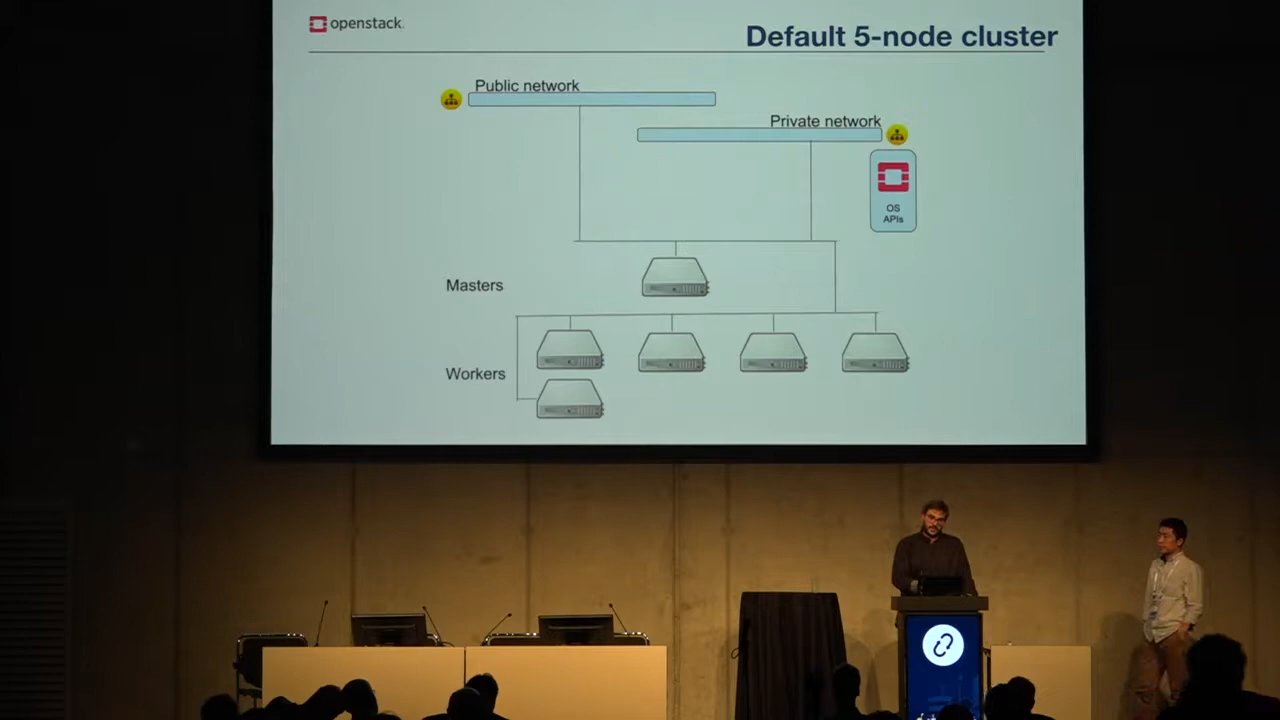 openstack.
Default 5-node cluster
Public network
Private network
OS
APIs
Masters
Workers